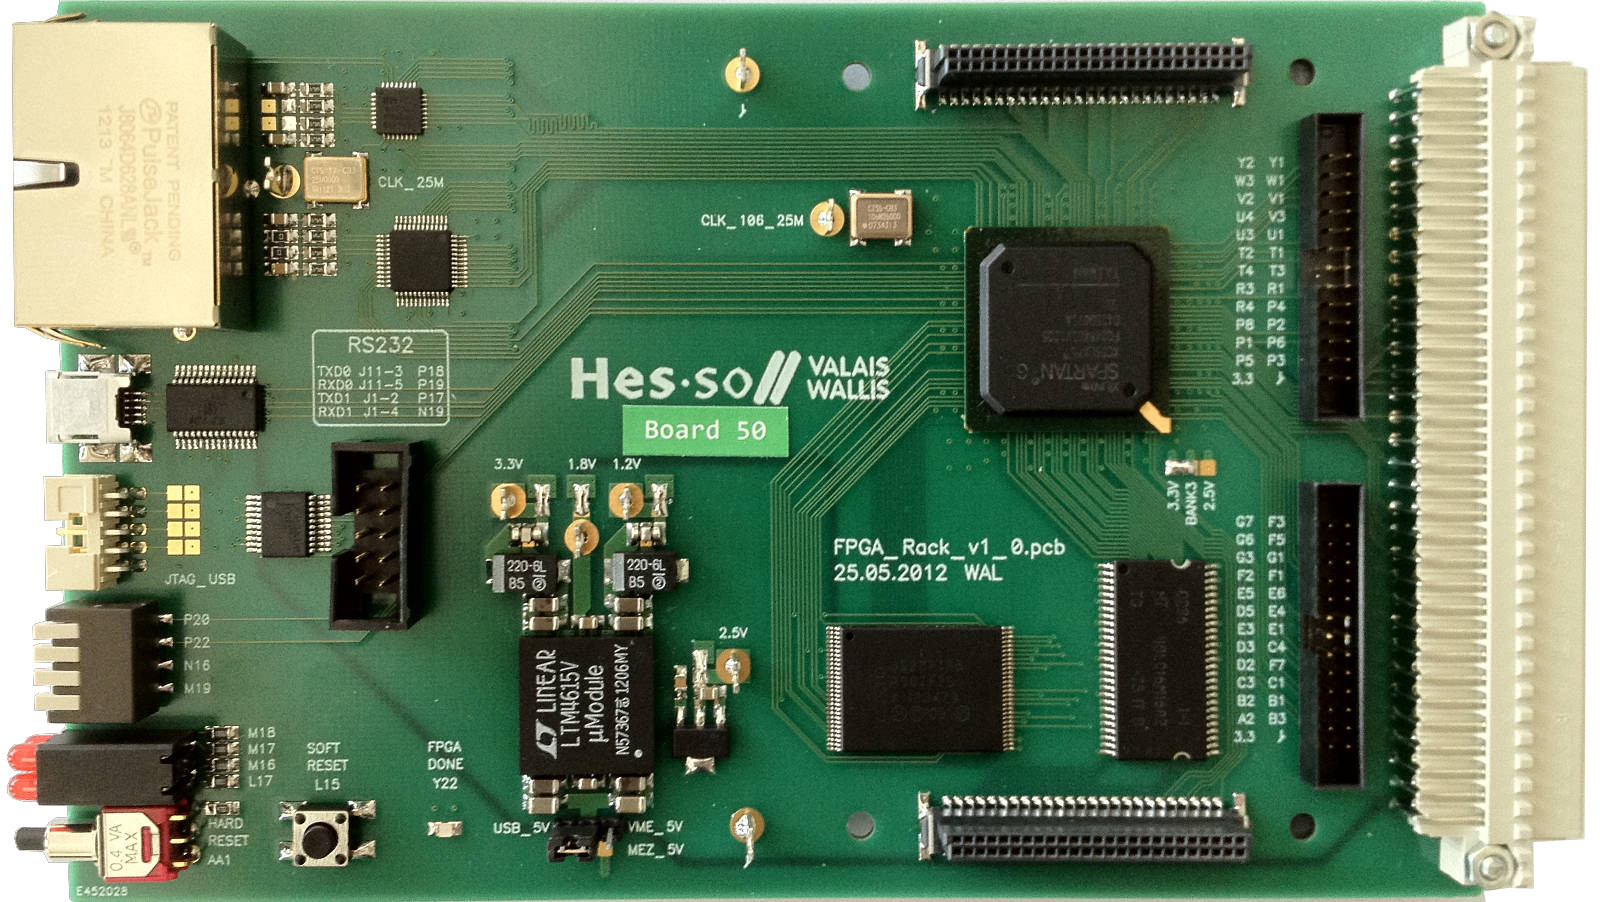 PATENT PENDING
PulseJack™
J8064D628ANL
1213 TM CHINA
CLK_25M
CLK_106_25M
RS232
TXD0 J11-3 P18
RXD0 J11-5 P19
TXD1 J1-2 P17
RXD1 J1-4 N19
Hes·so// VALAIS
WALLIS
Board 50
3.3V
1.8V
1.2V
220-6L
B5
220-6L
B5
LINEAR
LTM4615V
µModule
2.5V
JTAG_USB
P20
P22
N16
M19
M18
M17
M16
L17
HARD
RESET
AA1
0.4 VA
MAX
E452028
SOFT
RESET
L15
FPGA
DONE
Y22
USB_5V
VME_5V
MEZ_5V
FPGA_Rack_v1_0.pcb
25.05.2012 WAL
SPARTAN® 6
TAIWAN
3.3V
BANK3
2.5V
Y2 Y1
W3 W1
V2 V1
U4 V3
U3 U1
T2 T1
T4 T3
R3 R1
R4 P4
P8 P2
P1 P6
P5 P3
3.3
G7 F3
G6 F5
G3 G1
F2 F1
E5 E6
D5 E4
E3 E1
D3 C4
D2 F7
C3 C1
B2 B1
A2 B3
3.3